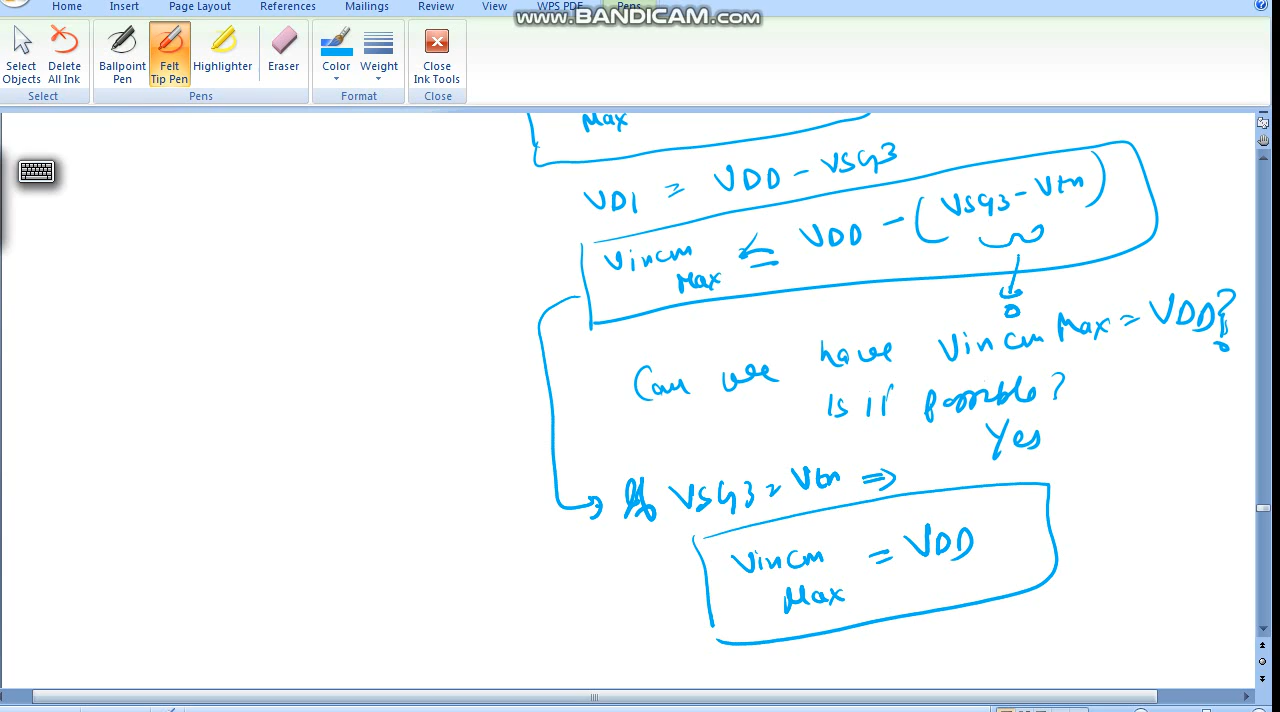 WWW.BANDICAM.COM
Home Insert Page Layout References Mailings Review View WPS PDF Pens
Select Objects
Delete All Ink
Ballpoint Pen
Felt Tip Pen
Highlighter
Eraser
Color
Weight
Close Ink Tools
Select Pens Format Close
Max
VD1 = VDD - VSG3
Vincm Max ≤ VDD - (VSG3 - Vtn)
0
Can we have Vincm Max = VDD?
Is it possible?
Yes
If VSG3 = Vtn ⇒
Vincm Max = VDD